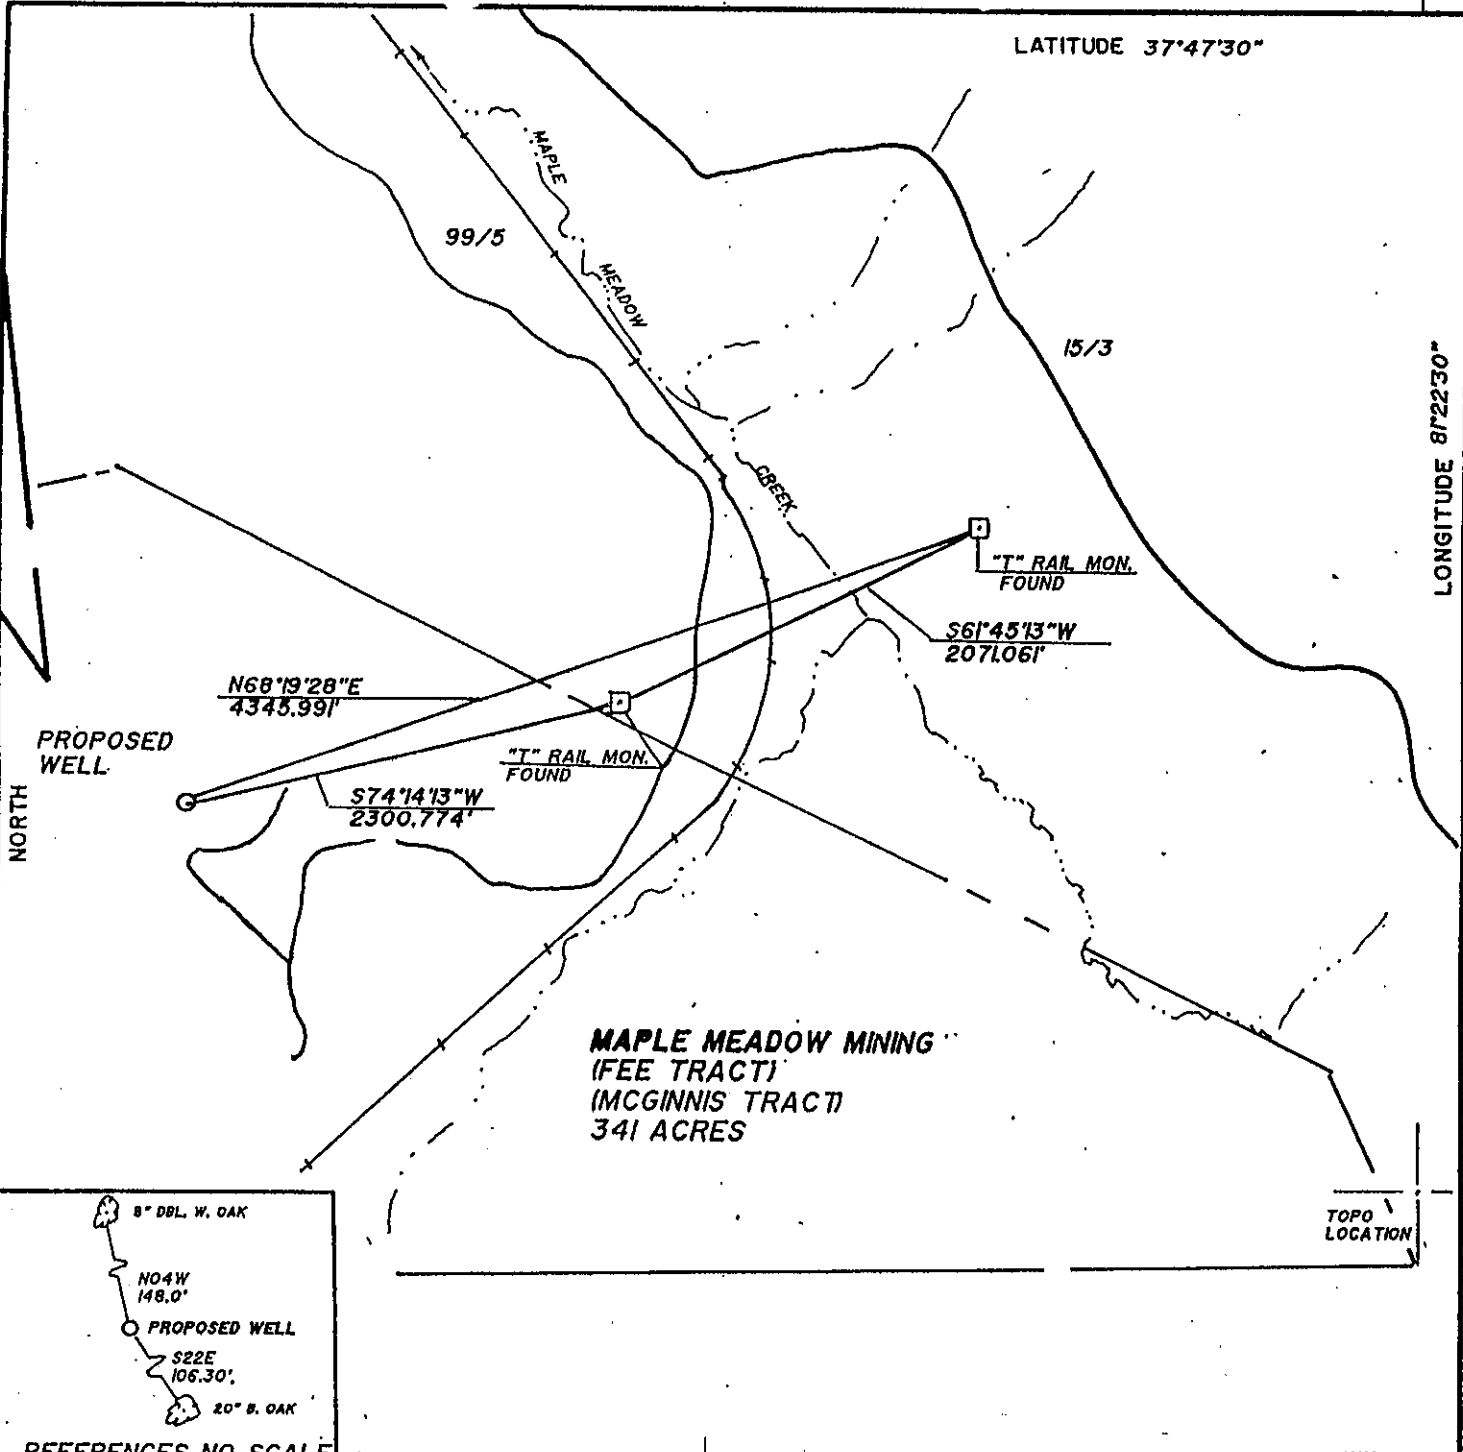 LATITUDE 37°47'30"
MAPLE
99/5
MEADOW
15/3
LONGITUDE 81°22'30"
CREEK
"T" RAIL MON.
FOUND
S61°45'13"W
2071.061'
N68°19'28"E
4345.991'
PROPOSED
WELL
"T" RAIL MON.
FOUND
S74°14'13"W
2300.774'
NORTH
MAPLE MEADOW MINING
(FEE TRACT)
(MCGINNIS TRACT)
341 ACRES
TOPO
LOCATION
8" DBL. W. OAK
N04W
148.0'
PROPOSED WELL
S22E
106.30'
20" B. OAK
REFERENCES NO SCALE